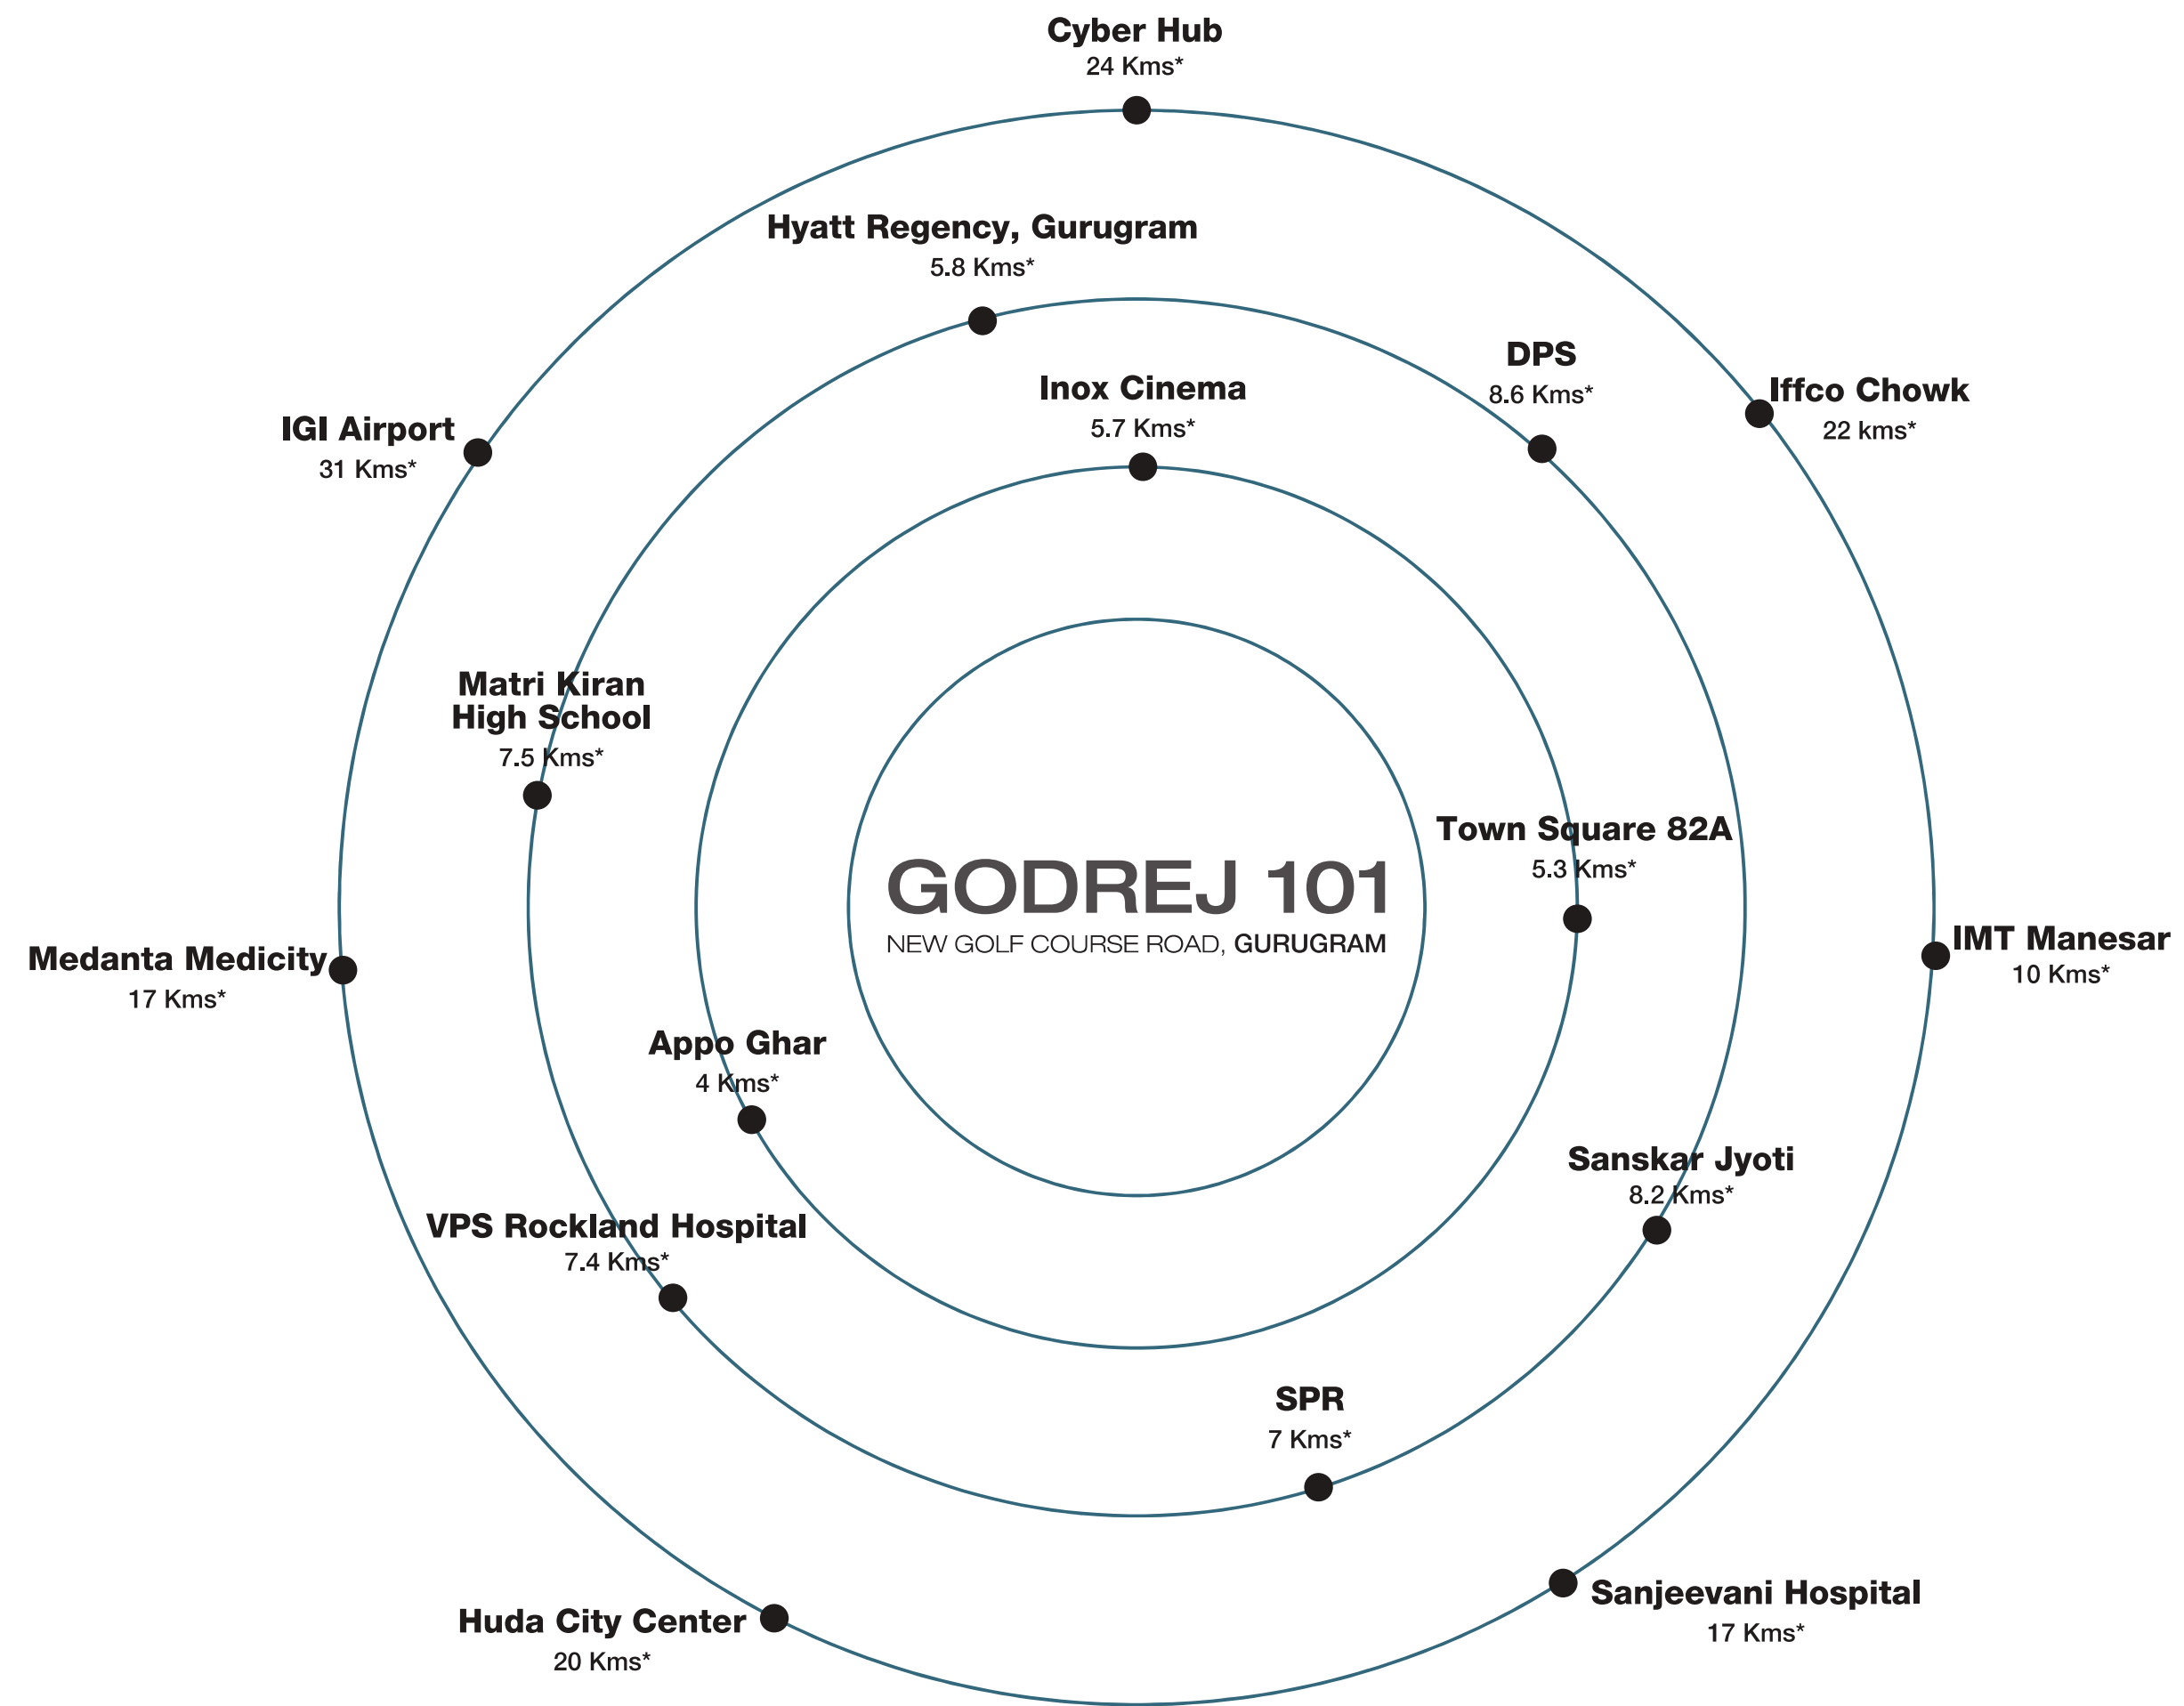 Cyber Hub
24 Kms*
Hyatt Regency, Gurugram
5.8 Kms*
DPS
8.6 Kms*
Inox Cinema
5.7 Kms*
Iffco Chowk
22 kms*
IGI Airport
31 Kms*
Matri Kiran
High School
7.5 Kms*
Town Square 82A
5.3 Kms*
GODREJ 101
NEW GOLF COURSE ROAD, GURUGRAM
IMT Manesar
10 Kms*
Medanta Medicity
17 Kms*
Appo Ghar
4 Kms*
Sanskar Jyoti
8.2 Kms*
VPS Rockland Hospital
7.4 Kms*
SPR
7 Kms*
Sanjeevani Hospital
17 Kms*
Huda City Center
20 Kms*